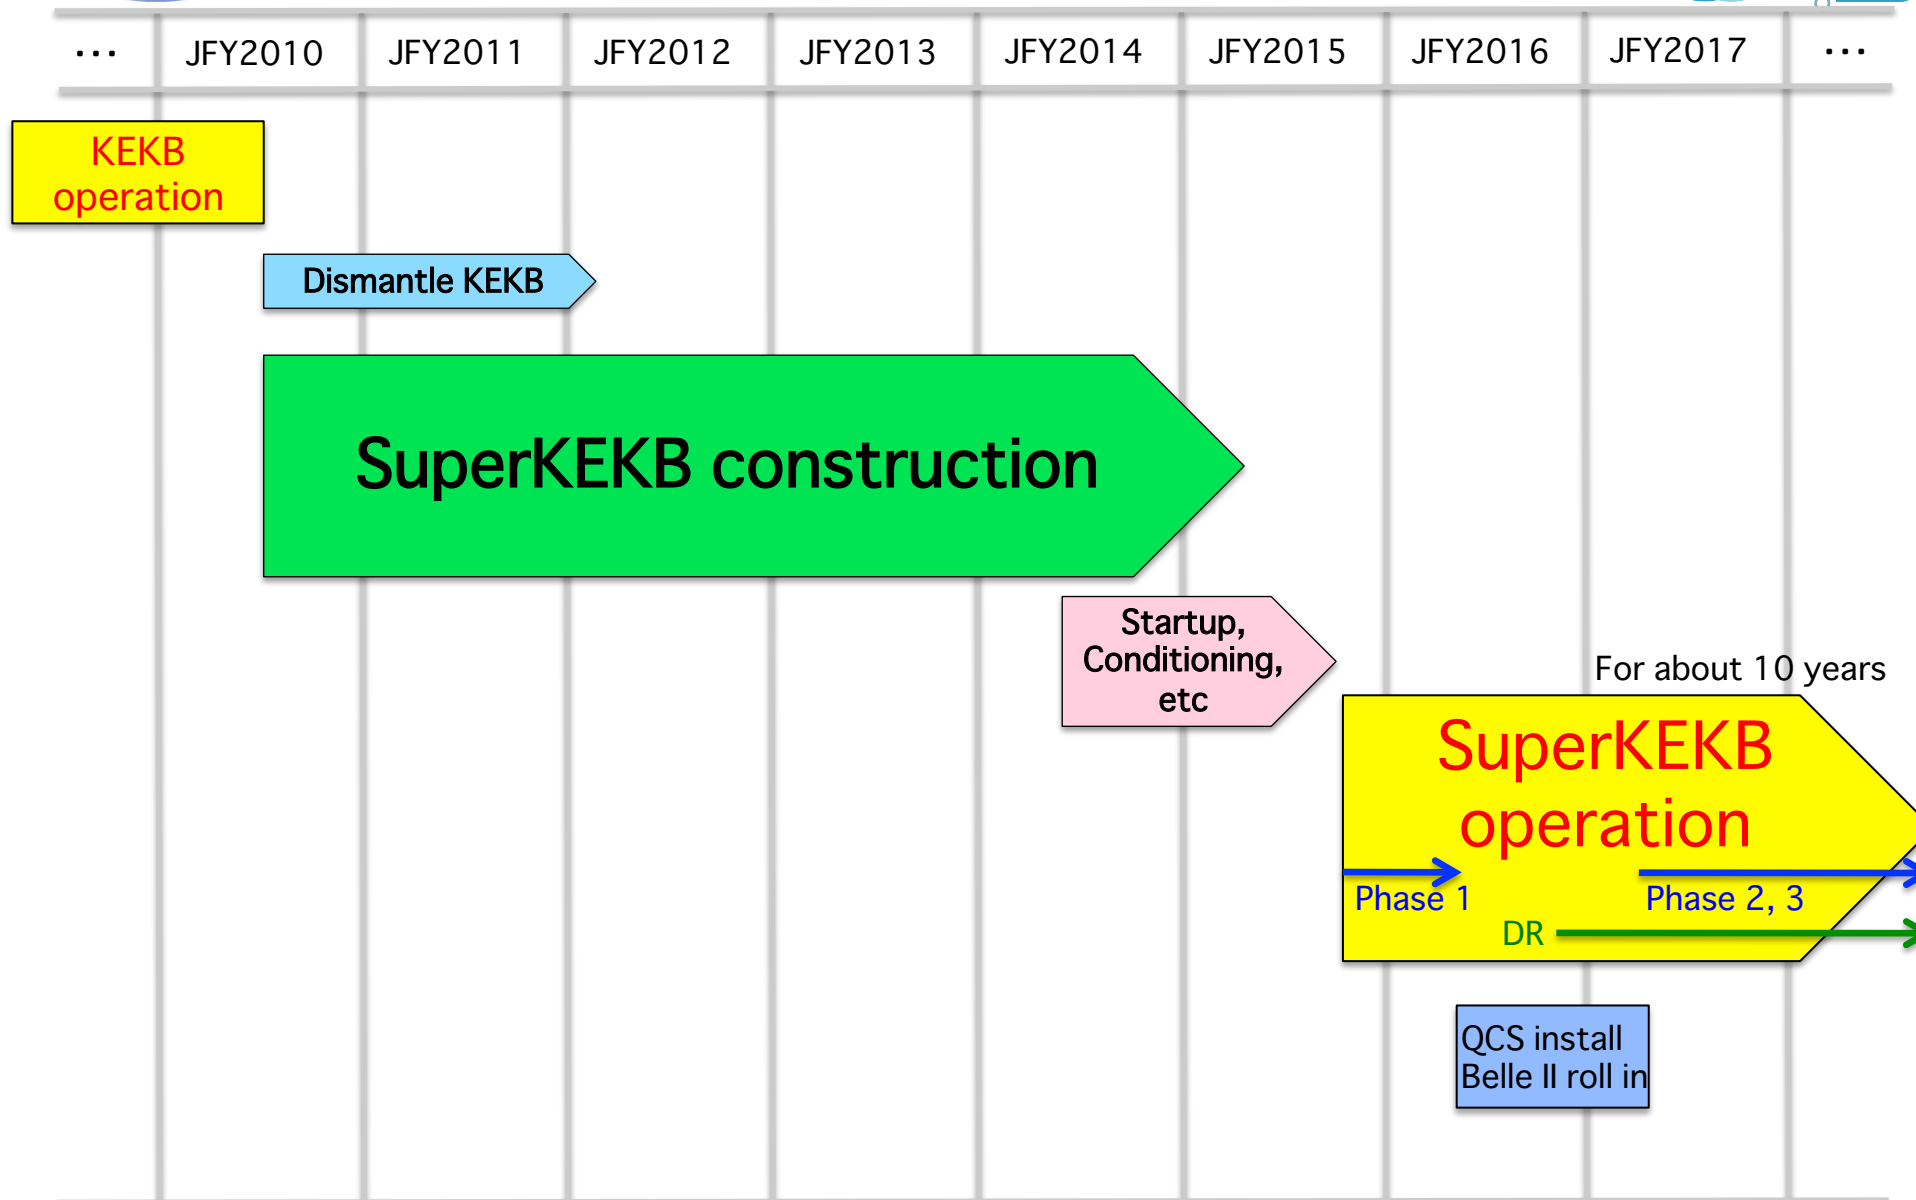 ... JFY2010 JFY2011 JFY2012 JFY2013 JFY2014 JFY2015 JFY2016 JFY2017 ...
KEKB
operation
Dismantle KEKB
SuperKEKB construction
Startup,
Conditioning,
etc
For about 10 years
SuperKEKB
operation
Phase 1
Phase 2, 3
DR
QCS install
Belle II roll in